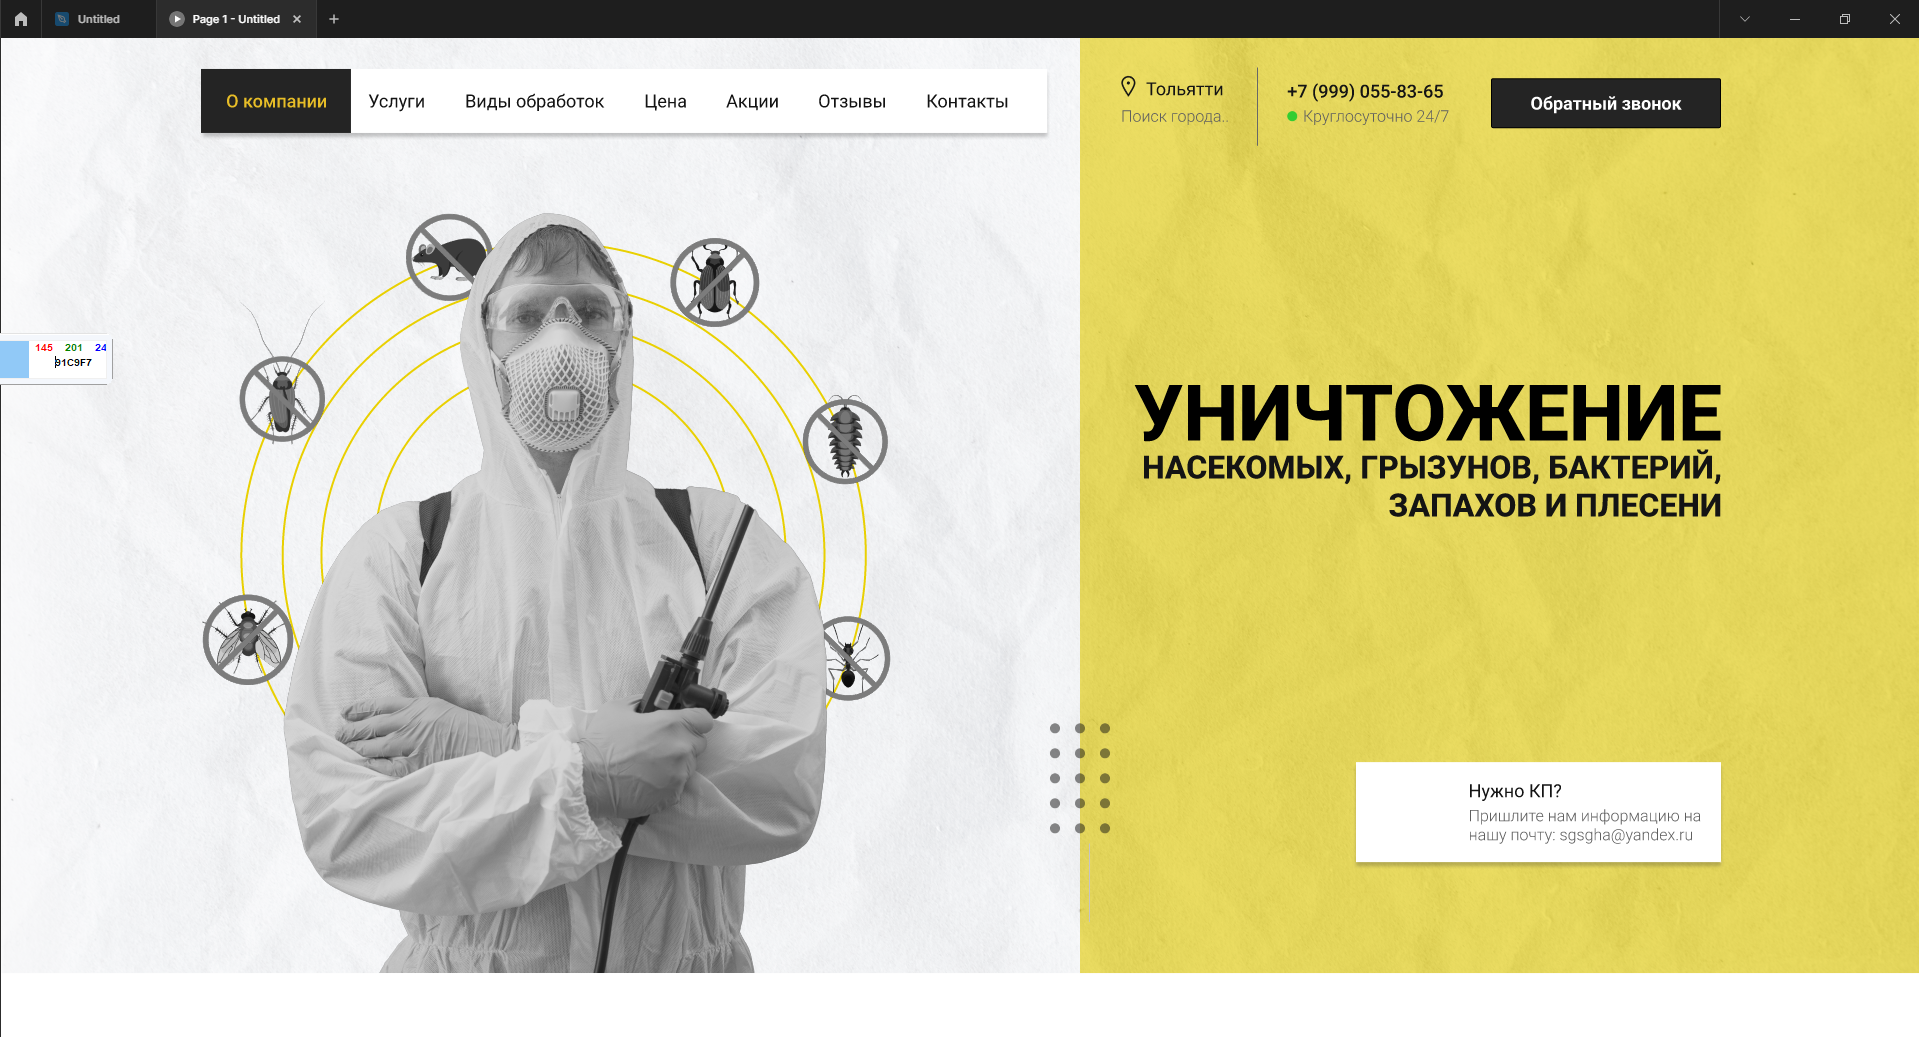 Untitled
Page 1 - Untitled
О компании
Услуги
Виды обработок
Цена
Акции
Отзывы
Контакты
Тольятти
Поиск города..
+7 (999) 055-83-65
Круглосуточно 24/7
Обратный звонок
145 201 24
91C9F7
УНИЧТОЖЕНИЕ
НАСЕКОМЫХ, ГРЫЗУНОВ, БАКТЕРИЙ,
ЗАПАХОВ И ПЛЕСЕНИ
Нужно КП?
Пришлите нам информацию на
нашу почту: sgsgha@yandex.ru